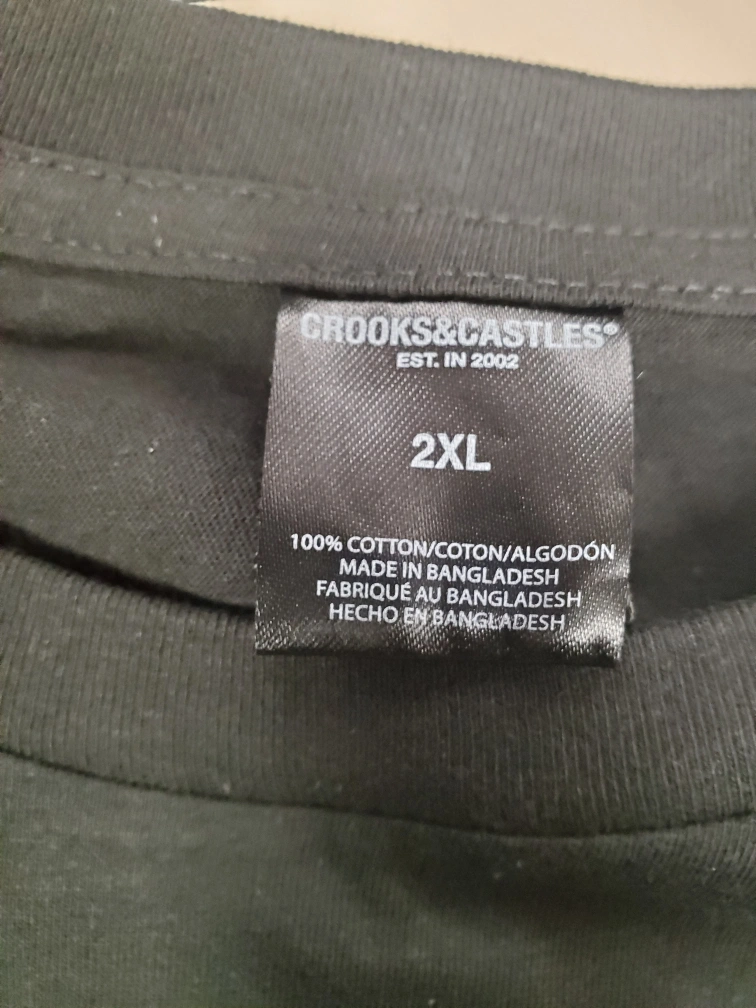 CROOKS&CASTLES®
EST. IN 2002
2XL
100% COTTON/COTON/ALGODÓN
MADE IN BANGLADESH
FABRIQUÉ AU BANGLADESH
HECHO EN BANGLADESH